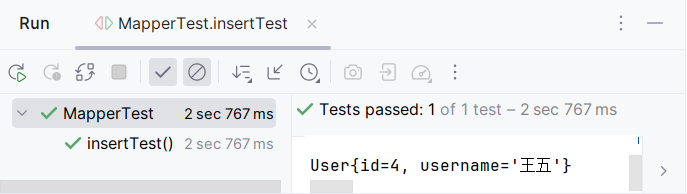 Run MapperTest.insertTest
MapperTest 2 sec 767 ms
insertTest() 2 sec 767 ms
Tests passed: 1 of 1 test – 2 sec 767 ms
User{id=4, username='王五'}